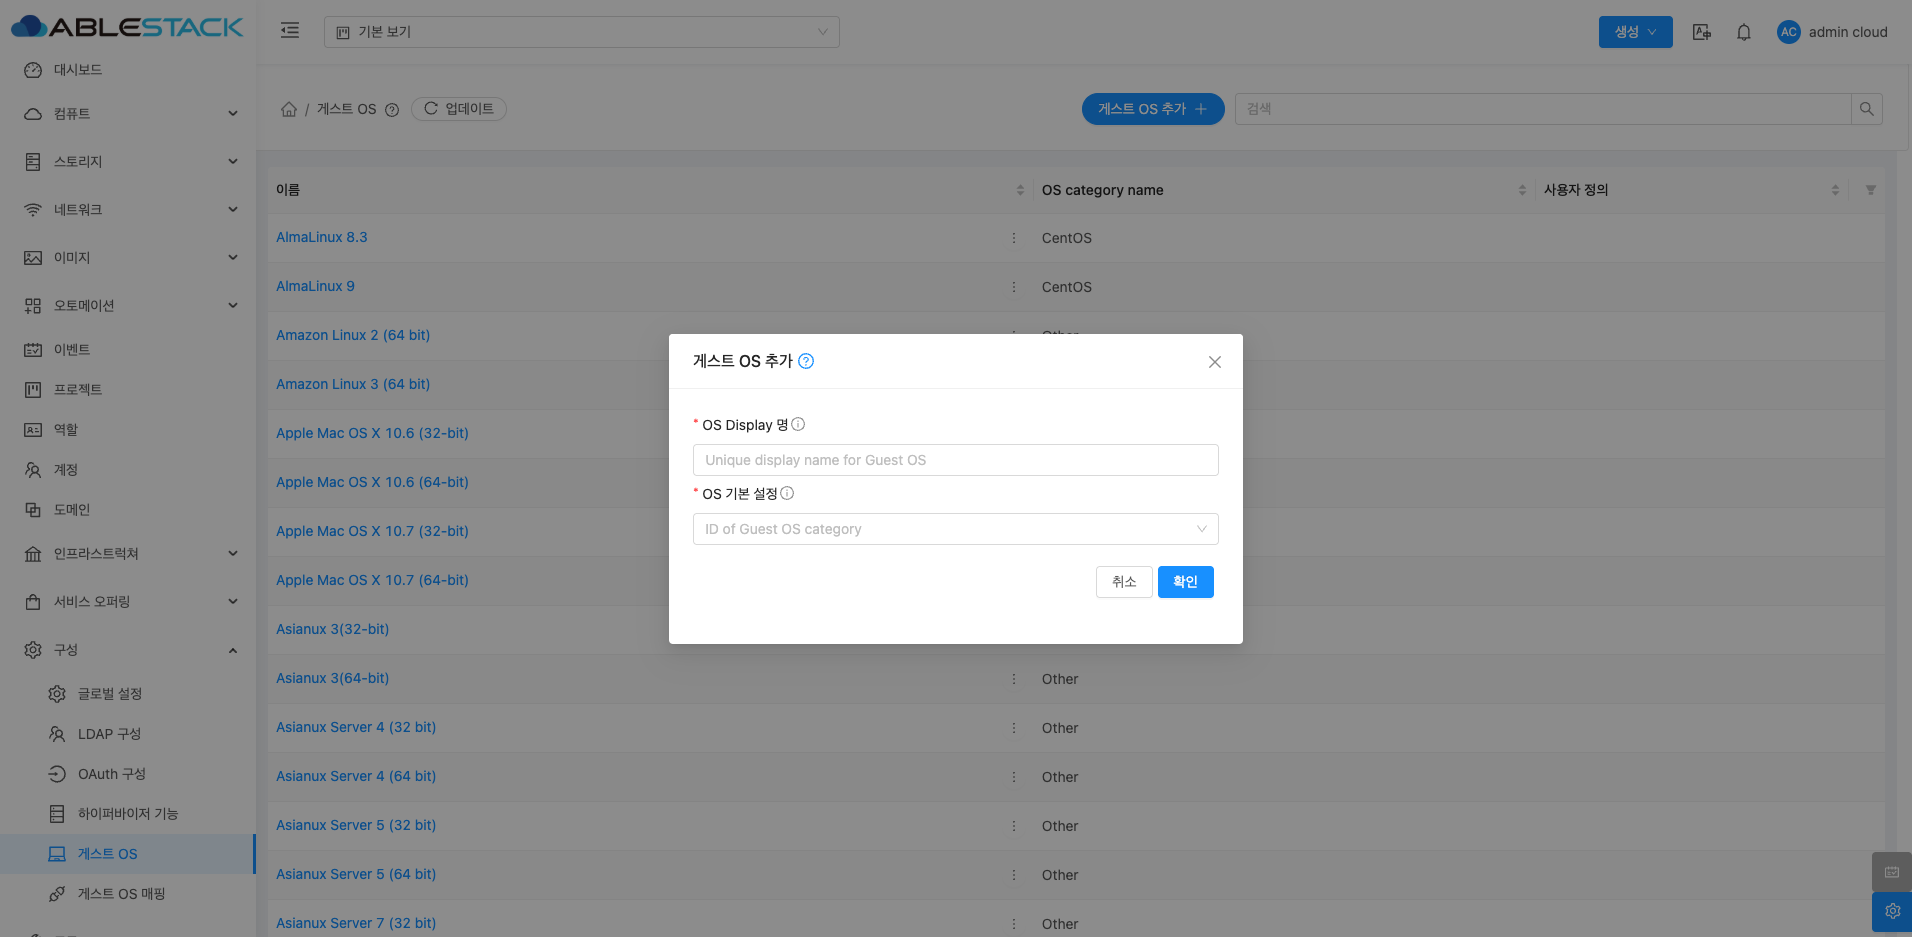 ABLESTACK
기본 보기
생성
AC
admin cloud
대시보드
컴퓨트
스토리지
네트워크
이미지
오토메이션
이벤트
프로젝트
역할
계정
도메인
인프라스트럭쳐
서비스 오퍼링
구성
글로벌 설정
LDAP 구성
OAuth 구성
하이퍼바이저 기능
게스트 OS
게스트 OS 매핑
/ 게스트 OS
업데이트
게스트 OS 추가
검색
이름
OS category name
사용자 정의
AlmaLinux 8.3
CentOS
AlmaLinux 9
CentOS
Amazon Linux 2 (64 bit)
Amazon Linux 3 (64 bit)
Apple Mac OS X 10.6 (32-bit)
Apple Mac OS X 10.6 (64-bit)
Apple Mac OS X 10.7 (32-bit)
Apple Mac OS X 10.7 (64-bit)
Asianux 3(32-bit)
Asianux 3(64-bit)
Other
Asianux Server 4 (32 bit)
Other
Asianux Server 4 (64 bit)
Other
Asianux Server 5 (32 bit)
Other
Asianux Server 5 (64 bit)
Other
Asianux Server 7 (32 bit)
Other
게스트 OS 추가
* OS Display 명
Unique display name for Guest OS
* OS 기본 설정
ID of Guest OS category
취소
확인